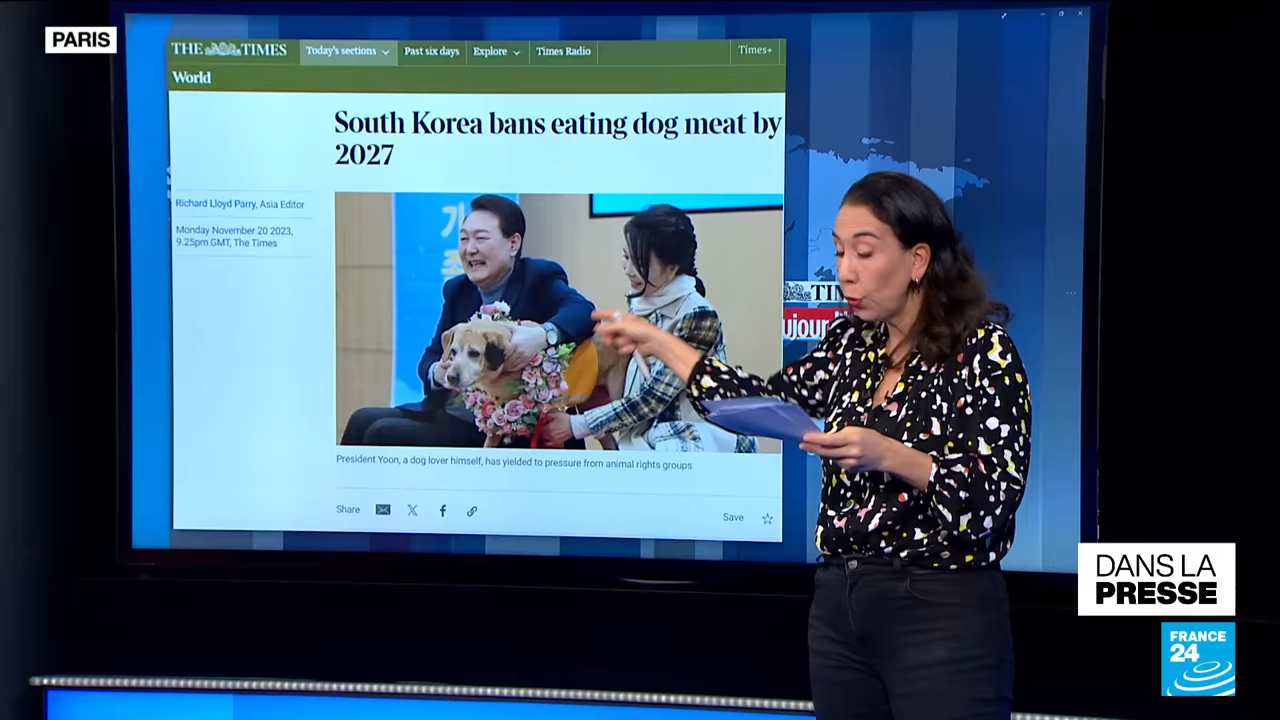 PARIS
THE TIMES
Today's sections
Past six days
Explore
Times Radio
Times+
World
South Korea bans eating dog meat by
2027
Richard Lloyd Parry, Asia Editor
Monday November 20 2023,
9.25pm GMT, The Times
President Yoon, a dog lover himself, has yielded to pressure from animal rights groups
Share
Save
DANS LA
PRESSE
FRANCE
24